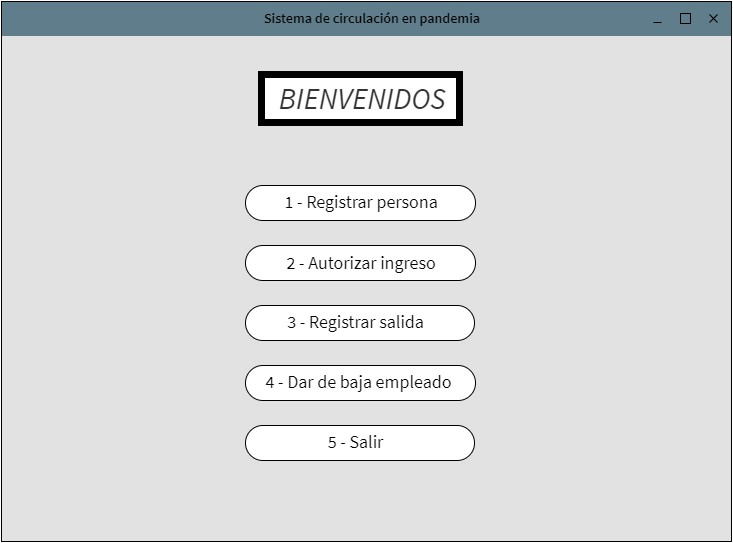 Sistema de circulación en pandemia
BIENVENIDOS
1 - Registrar persona
2 - Autorizar ingreso
3 - Registrar salida
4 - Dar de baja empleado
5 - Salir